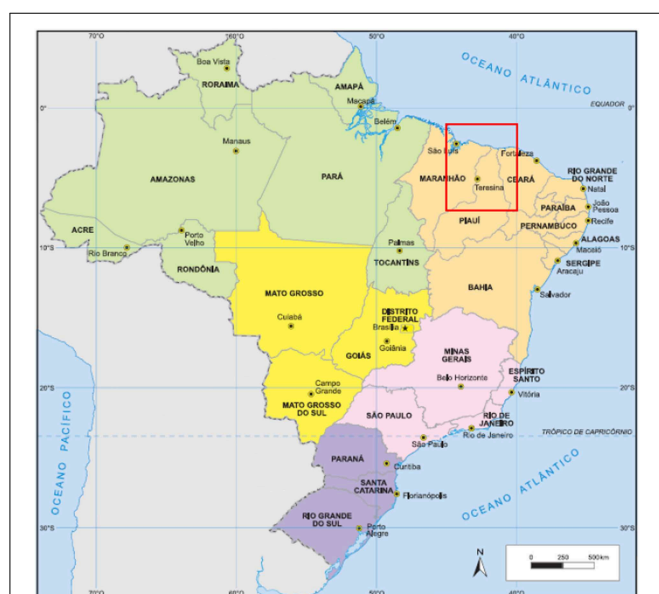 70°O
60°O
50°O
40°O
OCEANO ATLÂNTICO
Boa Vista
RORAIMA
AMAPÁ
Macapá
0°
EQUADOR
0°
Belém
São Luís
Fortaleza
Manaus
AMAZONAS
PARÁ
MARANHÃO
Teresina
CEARÁ
RIO GRANDE
DO NORTE
Natal
PARAÍBA
João
Pessoa
PIAUÍ
PERNAMBUCO
Recife
ACRE
Porto
Velho
Rio Branco
ALAGOAS
Maceió
10°S
Palmas
10°S
RONDÔNIA
TOCANTINS
SERGIPE
Aracaju
BAHIA
Salvador
MATO GROSSO
DISTRITO
FEDERAL
Brasília
Cuiabá
Goiânia
GOIÁS
MINAS
GERAIS
Belo Horizonte
ESPÍRITO
SANTO
Vitória
20°S
20°S
Campo
Grande
MATO GROSSO
DO SUL
SÃO PAULO
RIO DE
JANEIRO
Rio de Janeiro
São Paulo
TRÓPICO DE CAPRICÓRNIO
PARANÁ
Curitiba
SANTA
CATARINA
Florianópolis
RIO GRANDE
DO SUL
Porto
Alegre
OCEANO PACÍFICO
OCEANO ATLÂNTICO
30°S
30°S
N
0 250 500km
70°O
60°O
50°O
40°O